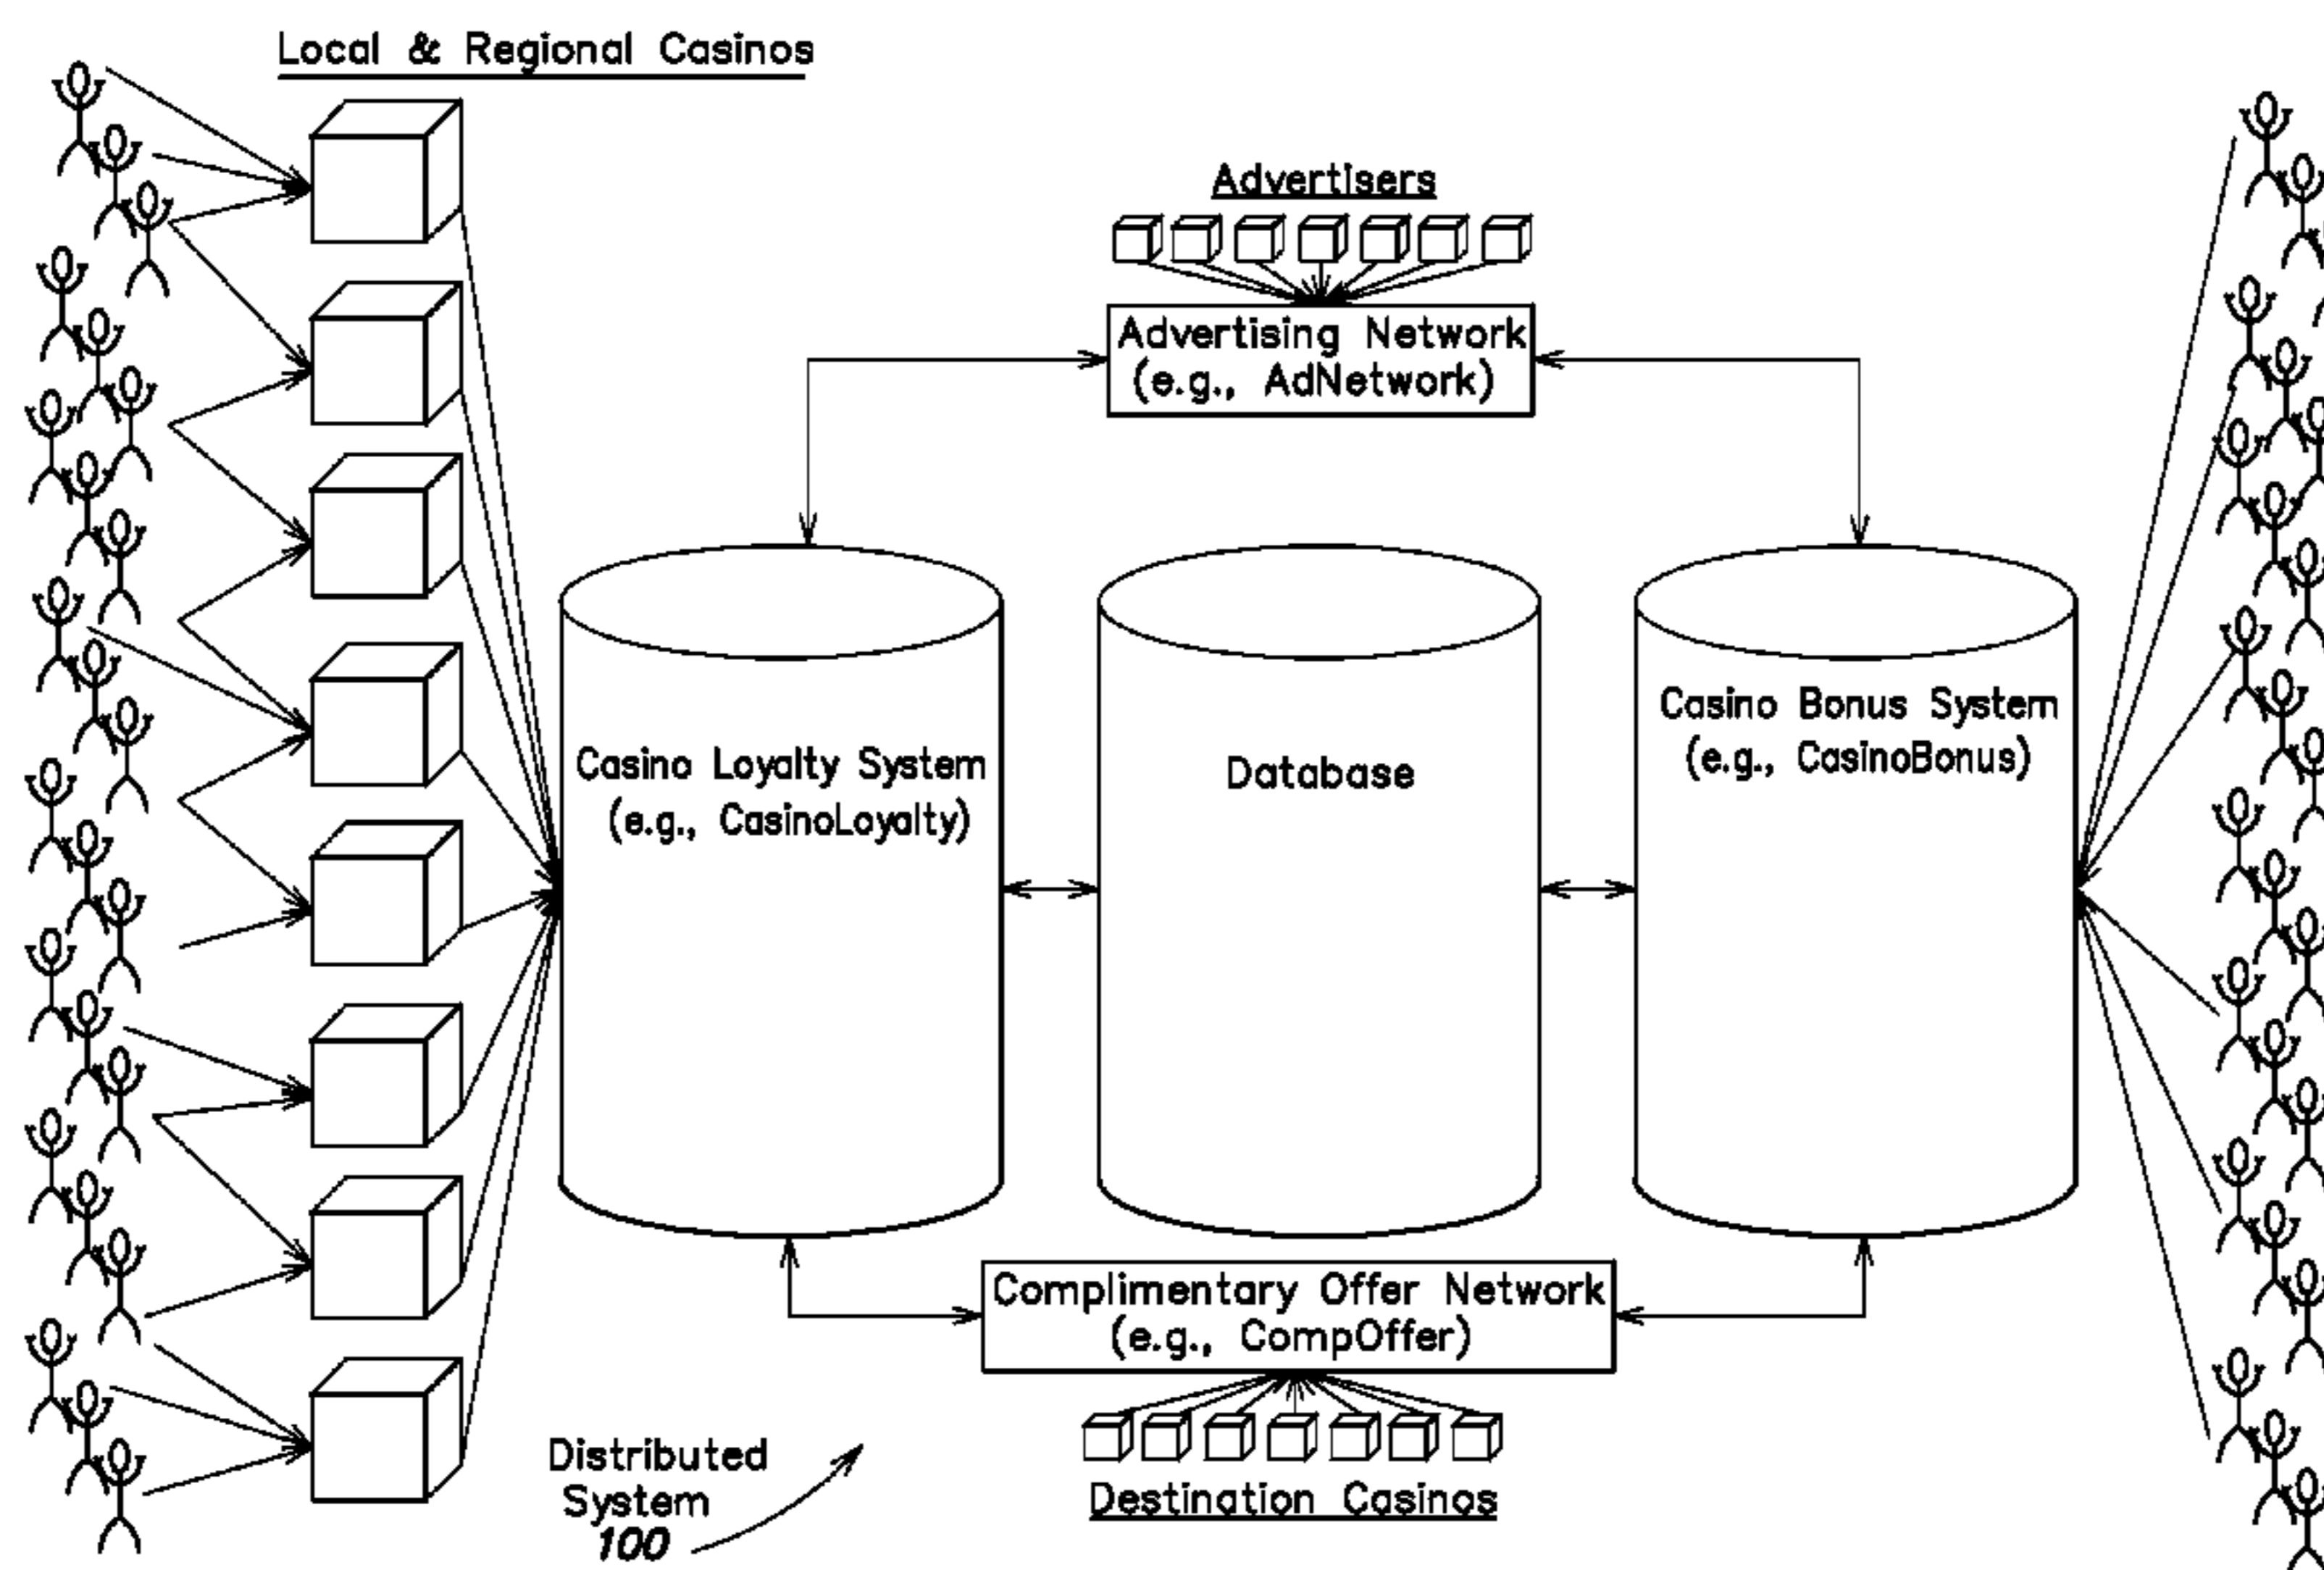 Local & Regional Casinos
Advertisers
Advertising Network
(e.g., AdNetwork)
Casino Loyalty System
(e.g., CasinoLoyalty)
Database
Casino Bonus System
(e.g., CasinoBonus)
Complimentary Offer Network
(e.g., CompOffer)
Destination Casinos
Distributed
System
100